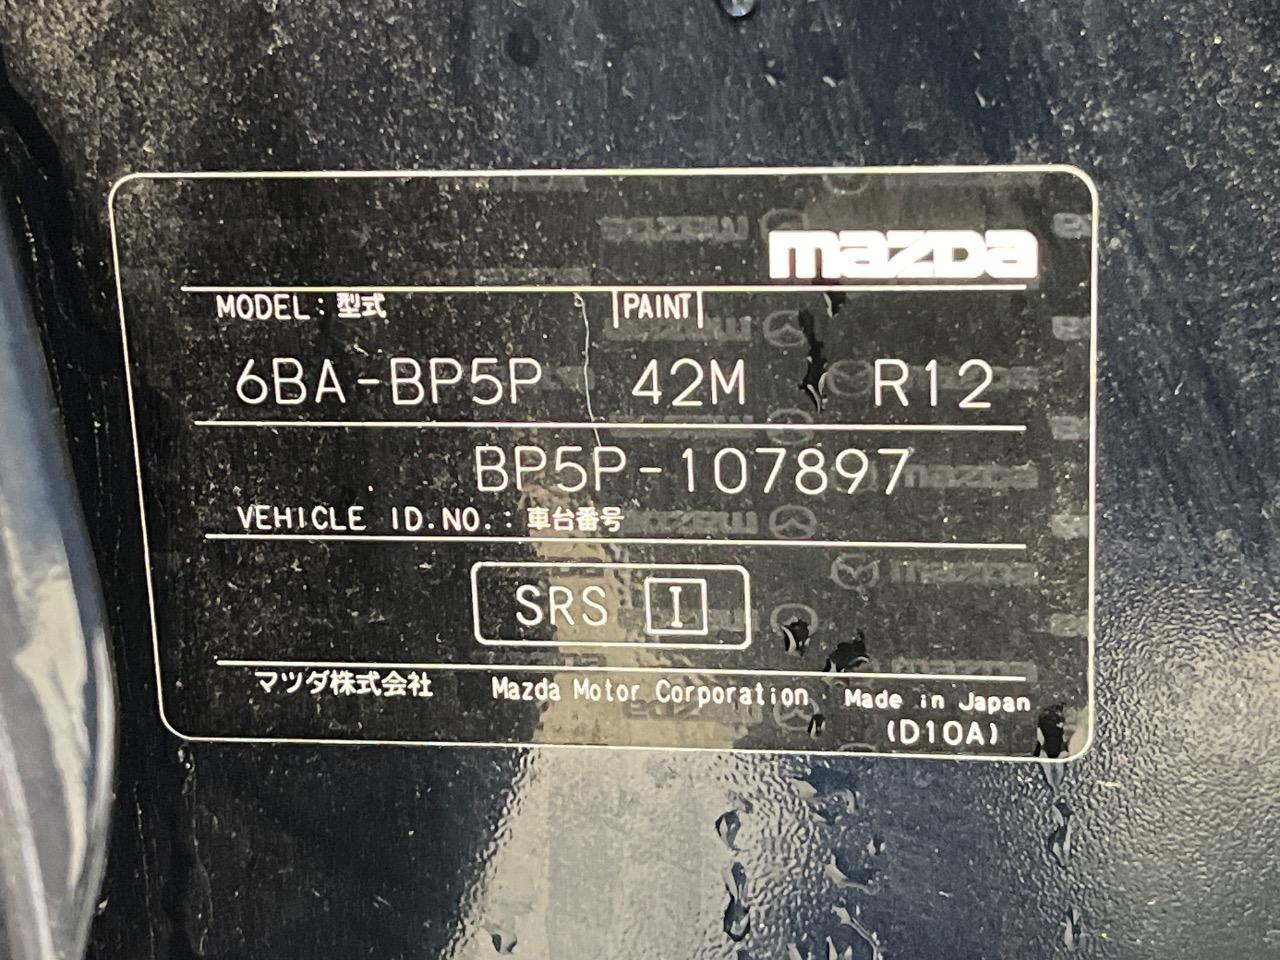 mazda
MODEL : 型式 PAINT
6BA-BP5P 42M R12
BP5P-107897
VEHICLE ID.NO. : 車台番号
SRS I
マツダ株式会社 Mazda Motor Corporation Made in Japan
(D10A)